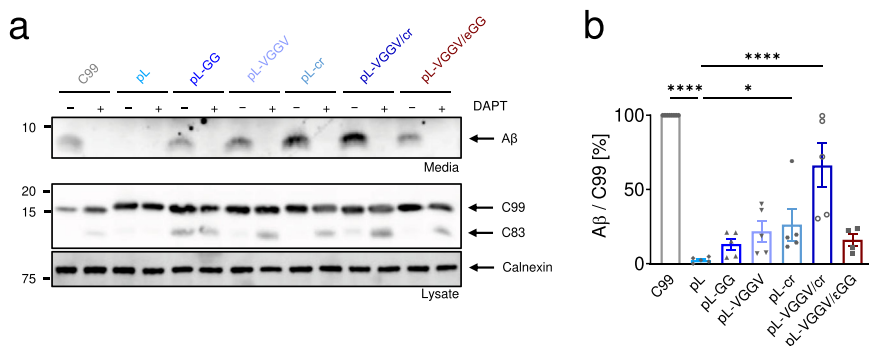 a
C99 pL pL-GG pL-VGGV pL-cr pL-VGGV/cr pL-VGGV/eGG
- + - + - + - + - + - + - + DAPT
10
Aβ
Media
20
15
C99
C83
75
Calnexin
Lysate
b
****
**** *
Aβ / C99 [%]
100
50
0
C99 pL pL-GG pL-VGGV pL-cr pL-VGGV/cr pL-VGGV/εGG